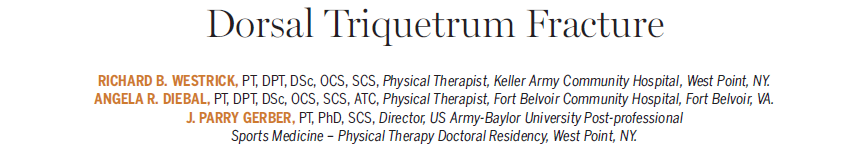 Dorsal Triquetrum Fracture
RICHARD B. WESTRICK, PT, DPT, DSc, OCS, SCS, Physical Therapist, Keller Army Community Hospital, West Point, NY.
ANGELA R. DIEBAL, PT, DPT, DSc, OCS, SCS, ATC, Physical Therapist, Fort Belvoir Community Hospital, Fort Belvoir, VA.
J. PARRY GERBER, PT, PhD, SCS, Director, US Army-Baylor University Post-professional
Sports Medicine – Physical Therapy Doctoral Residency, West Point, NY.